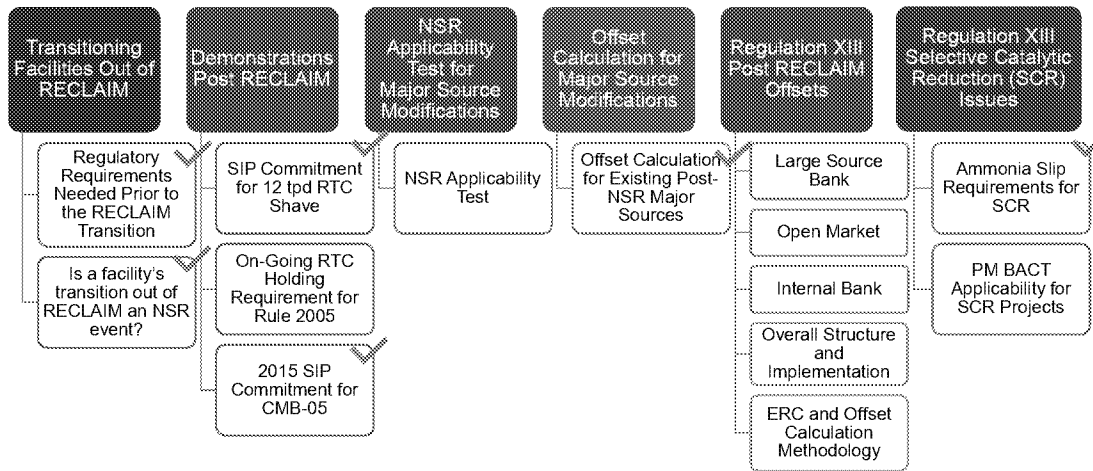 Transitioning
Facilities Out of
RECLAIM
Regulatory
Requirements
Needed Prior to
the RECLAIM
Transition
Is a facility's
transition out of
RECLAIM an NSR
event?
Demonstrations
Post RECLAIM
SIP Commitment
for 12 tpd RTC
Shave
On-Going RTC
Holding
Requirement for
Rule 2005
2015 SIP
Commitment for
CMB-05
NSR
Applicability
Test for
Major Source
Modifications
NSR Applicability
Test
Offset
Calculation for
Major Source
Modifications
Offset Calculation
for Existing Post-
NSR Major
Sources
Regulation XIII
Post RECLAIM
Offsets
Large Source
Bank
Open Market
Internal Bank
Overall Structure
and
Implementation
ERC and Offset
Calculation
Methodology
Regulation XIII
Selective Catalytic
Reduction (SCR)
Issues
Ammonia Slip
Requirements for
SCR
PM BACT
Applicability for
SCR Projects